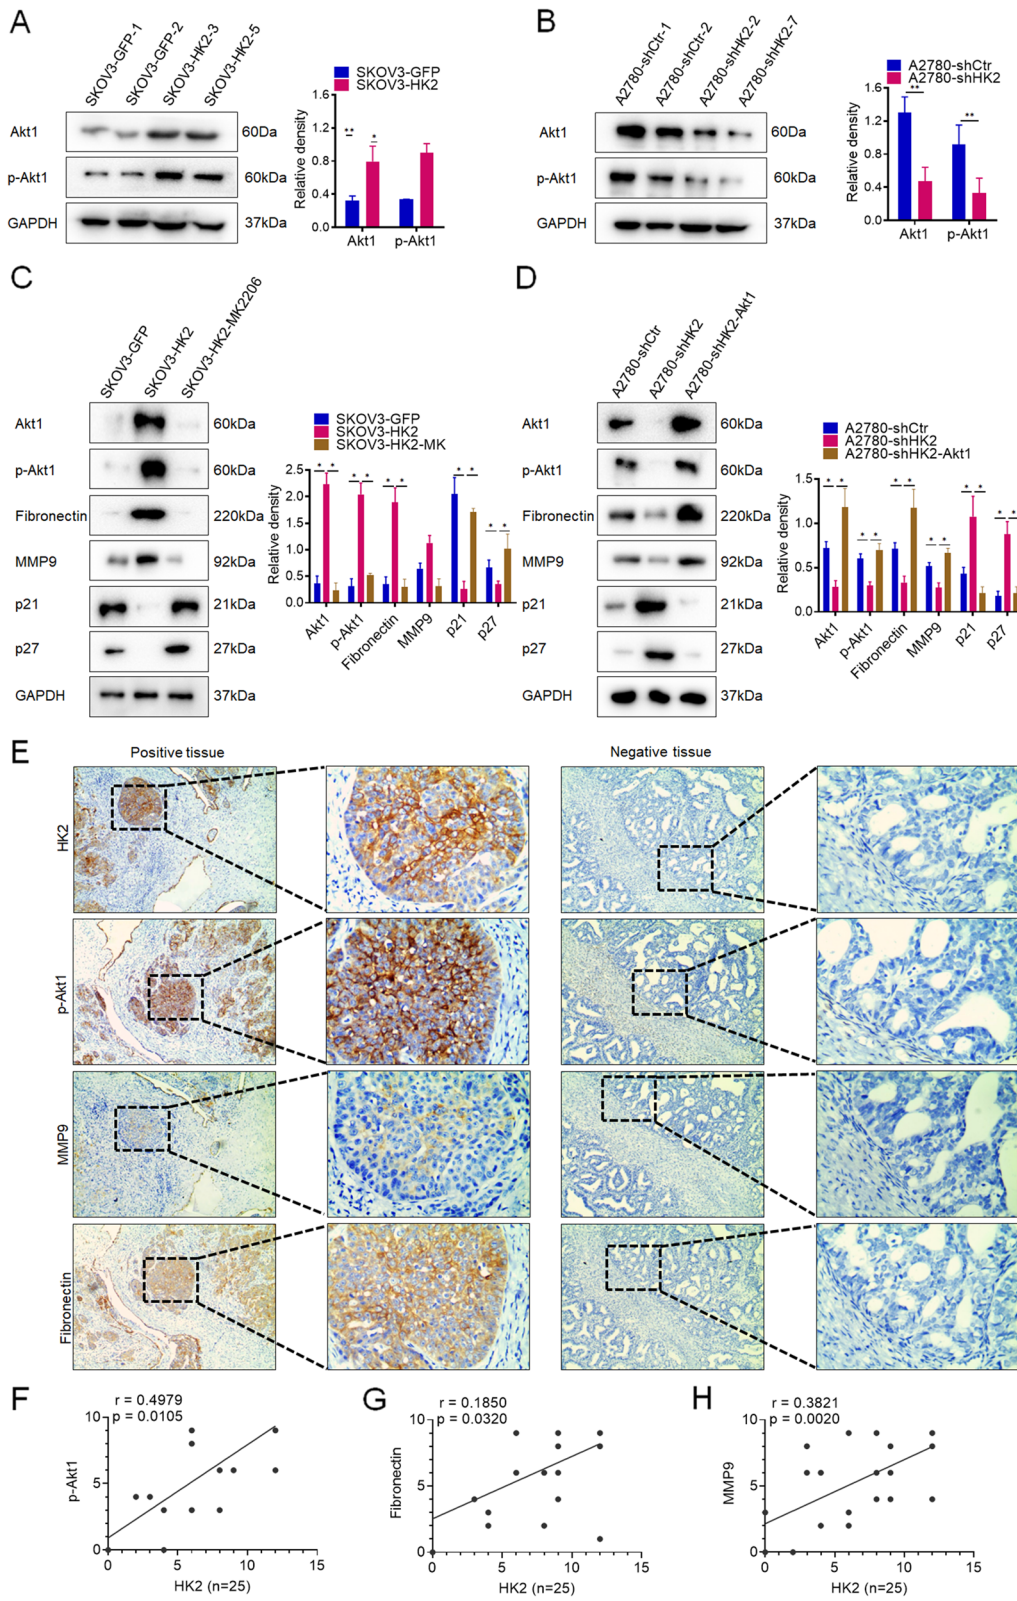 A
SKOV3-GFP-1
SKOV3-GFP-2
SKOV3-HK2-3
SKOV3-HK2-5
Akt1
60Da
p-Akt1
60kDa
GAPDH
37kDa
SKOV3-GFP
SKOV3-HK2
Relative density
1.6
1.2
0.8
0.4
0.0
** *
Akt1
p-Akt1
B
A2780-shCtr-1
A2780-shCtr-2
A2780-shHK2-2
A2780-shHK2-7
Akt1
60Da
p-Akt1
60kDa
GAPDH
37kDa
A2780-shCtr
A2780-shHK2
Relative density
1.6
1.2
0.8
0.4
0.0
** **
Akt1
p-Akt1
C
SKOV3-GFP
SKOV3-HK2
SKOV3-HK2-MK2206
Akt1
60kDa
p-Akt1
60kDa
Fibronectin
220kDa
MMP9
92kDa
p21
21kDa
p27
27kDa
GAPDH
37kDa
SKOV3-GFP
SKOV3-HK2
SKOV3-HK2-MK
Relative density
2.5
2.0
1.5
1.0
0.5
0.0
* * * * * * * * * *
Akt1
p-Akt1
Fibronectin
MMP9
p21
p27
D
A2780-shCtr
A2780-shHK2
A2780-shHK2-Akt1
Akt1
60kDa
p-Akt1
60kDa
Fibronectin
220kDa
MMP9
92kDa
p21
21kDa
p27
27kDa
GAPDH
37kDa
A2780-shCtr
A2780-shHK2
A2780-shHK2-Akt1
Relative density
1.5
1.0
0.5
0.0
* * * * * * * * * * * *
Akt1
p-Akt1
Fibronectin
MMP9
p21
p27
E
Positive tissue
Negative tissue
HK2
p-Akt1
MMP9
Fibronectin
F
r = 0.4979
p = 0.0105
p-Akt1
10
5
0
0 5 10 15
HK2 (n=25)
G
r = 0.1850
p = 0.0320
Fibronectin
10
5
0
0 5 10 15
HK2 (n=25)
H
r = 0.3821
p = 0.0020
MMP9
10
5
0
0 5 10 15
HK2 (n=25)